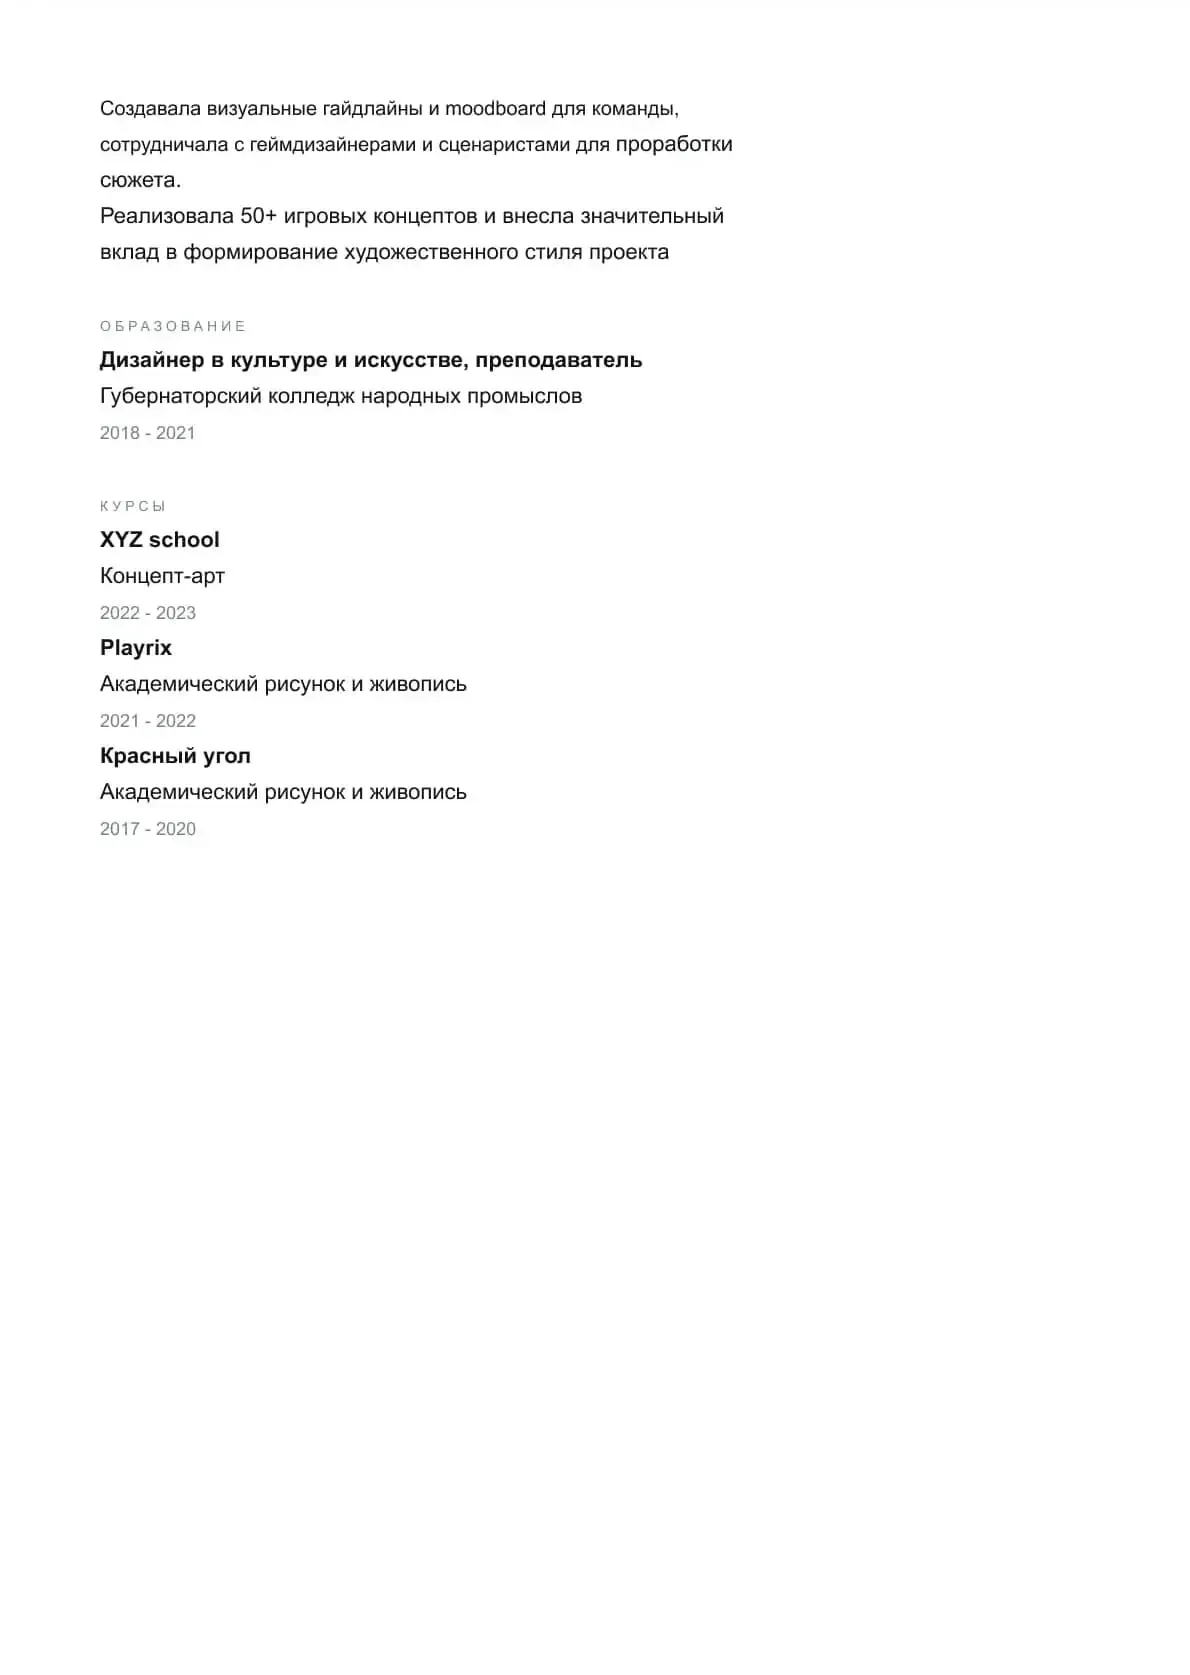 Создавала визуальные гайдлайны и moodboard для команды,
сотрудничала с геймдизайнерами и сценаристами для проработки
сюжета.
Реализовала 50+ игровых концептов и внесла значительный
вклад в формирование художественного стиля проекта
ОБРАЗОВАНИЕ
Дизайнер в культуре и искусстве, преподаватель
Губернаторский колледж народных промыслов
2018 - 2021
КУРСЫ
XYZ school
Концепт-арт
2022 - 2023
Playrix
Академический рисунок и живопись
2021 - 2022
Красный угол
Академический рисунок и живопись
2017 - 2020